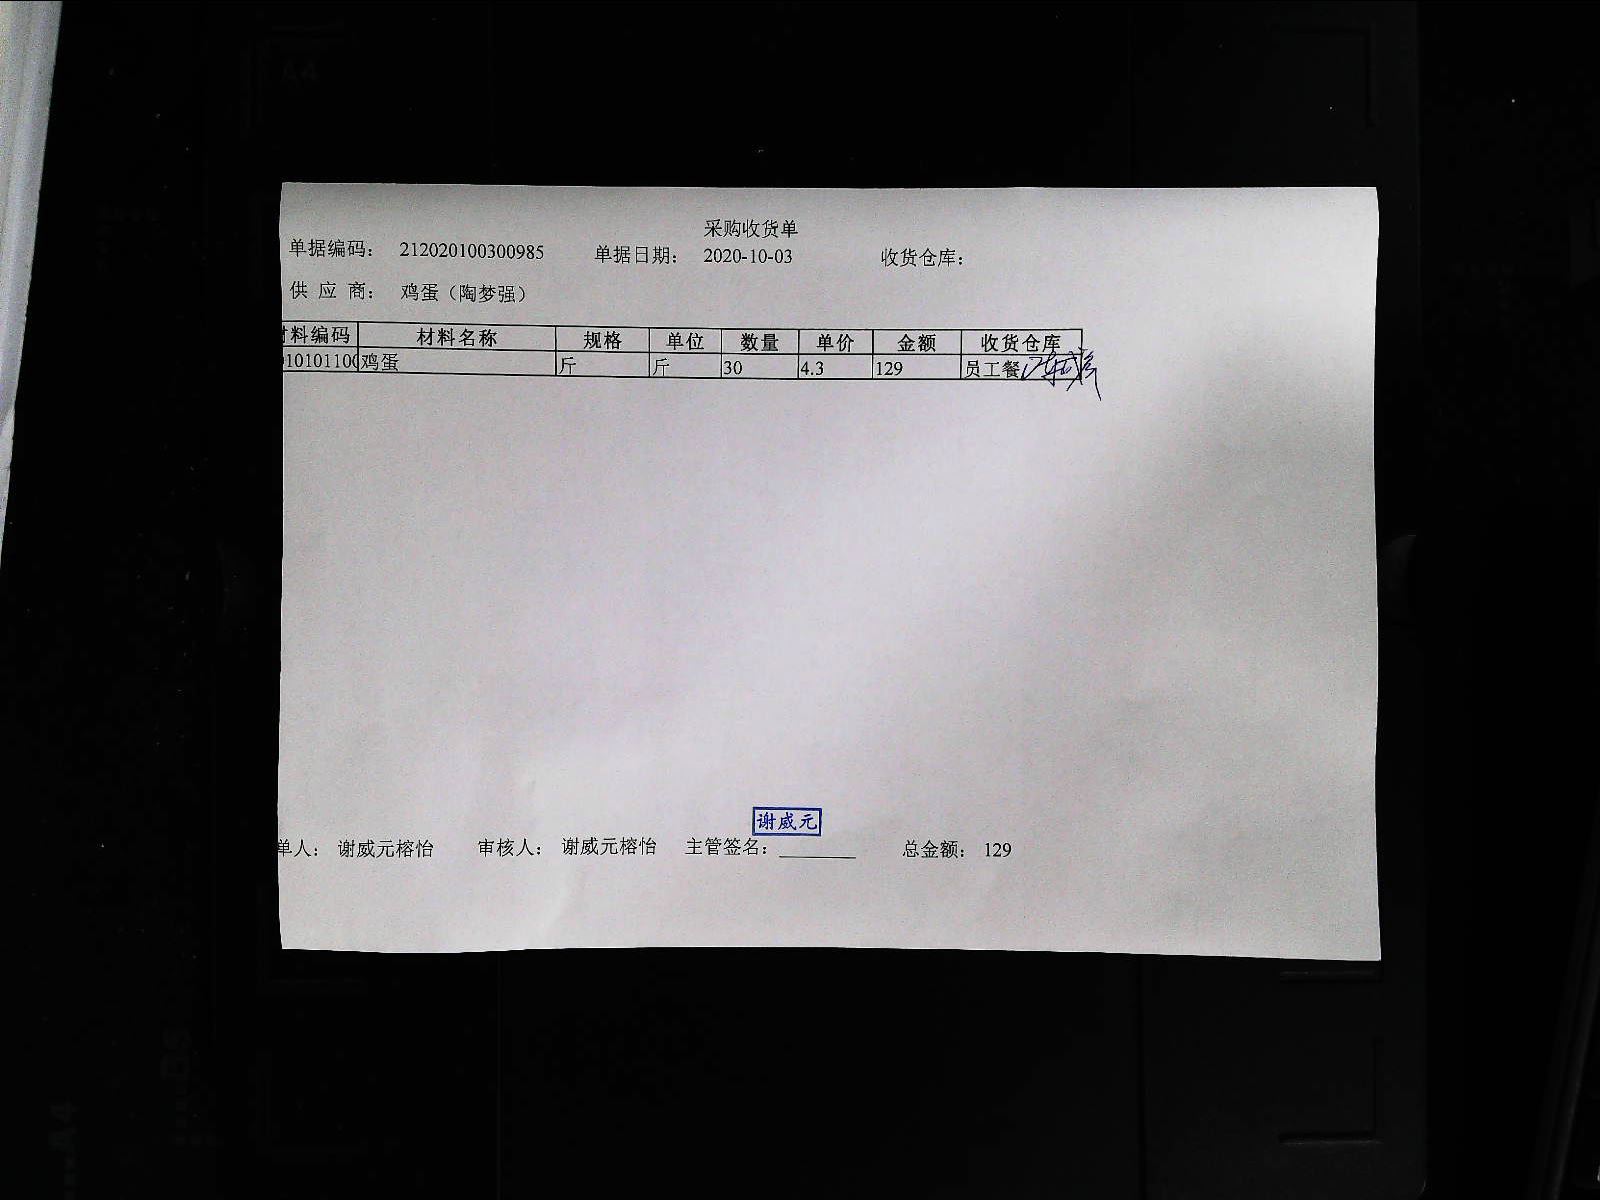 采购收货单
单据编码： 212020100300985 单据日期： 2020-10-03 收货仓库：
供 应 商： 鸡蛋（陶梦强）
材料编码 材料名称 规格 单位 数量 单价 金额 收货仓库
01010110 鸡蛋 斤 斤 30 4.3 129 员工餐
谢威元
单人： 谢威元榕怡 审核人： 谢威元榕怡 主管签名：________ 总金额： 129